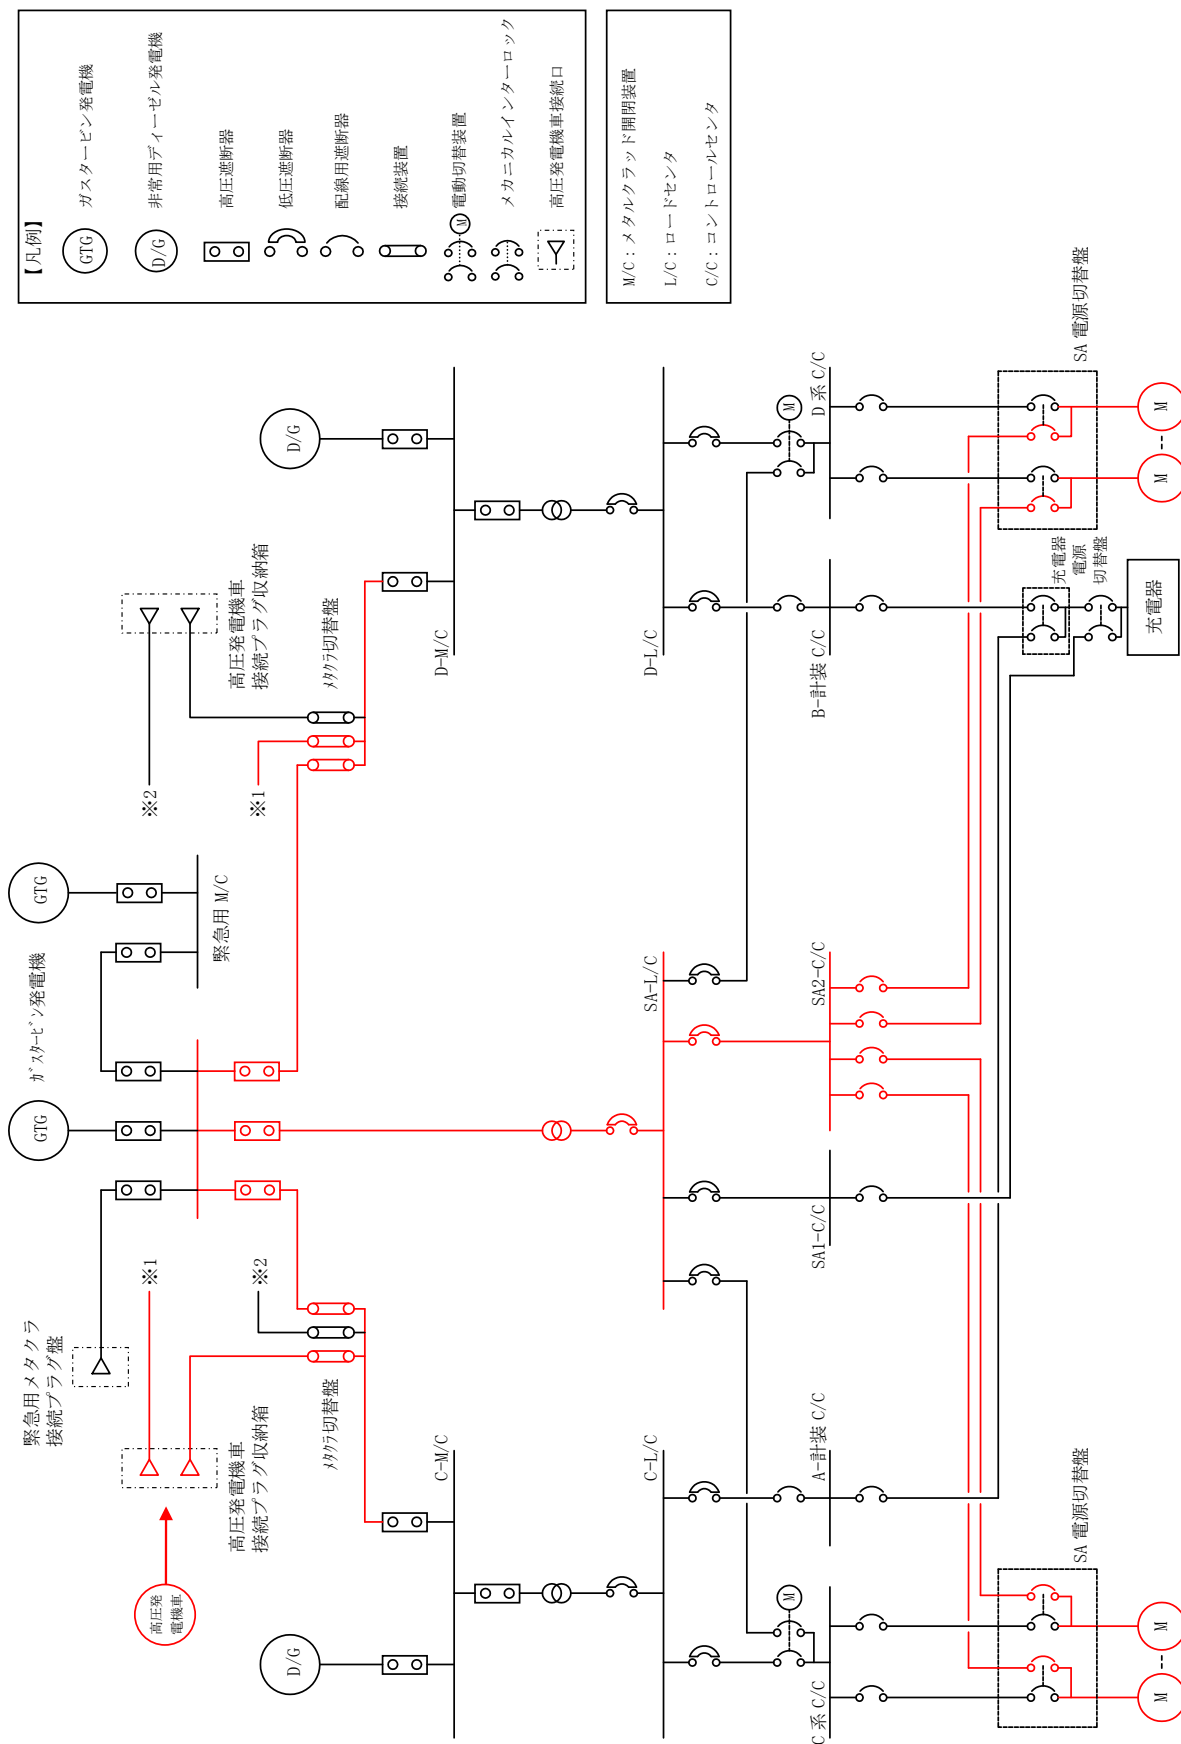 【凡例】
GTG
ガスタービン発電機
D/G
非常用ディーゼル発電機
高圧遮断器
低圧遮断器
配線用遮断器
接続装置
M
電動切替装置
メカニカルインターロック
高圧発電機車接続口
M/C：メタルクラッド開閉装置
L/C：ロードセンタ
C/C：コントロールセンタ
緊急用メタクラ
接続プラグ盤
ｶﾞｽﾀｰﾋﾞﾝ発電機
GTG
GTG
緊急用 M/C
高圧発
電機車
※1
※2
高圧発電機車
接続プラグ収納箱
※2
※1
高圧発電機車
接続プラグ収納箱
ﾒﾀｸﾗ切替盤
ﾒﾀｸﾗ切替盤
D/G
D/G
C-M/C
D-M/C
C-L/C
SA-L/C
D-L/C
M
M
C 系 C/C
A-計装 C/C
SA1-C/C
SA2-C/C
B-計装 C/C
D 系 C/C
SA 電源切替盤
SA 電源切替盤
充電器
電源
切替盤
充電器
M
M
M
M